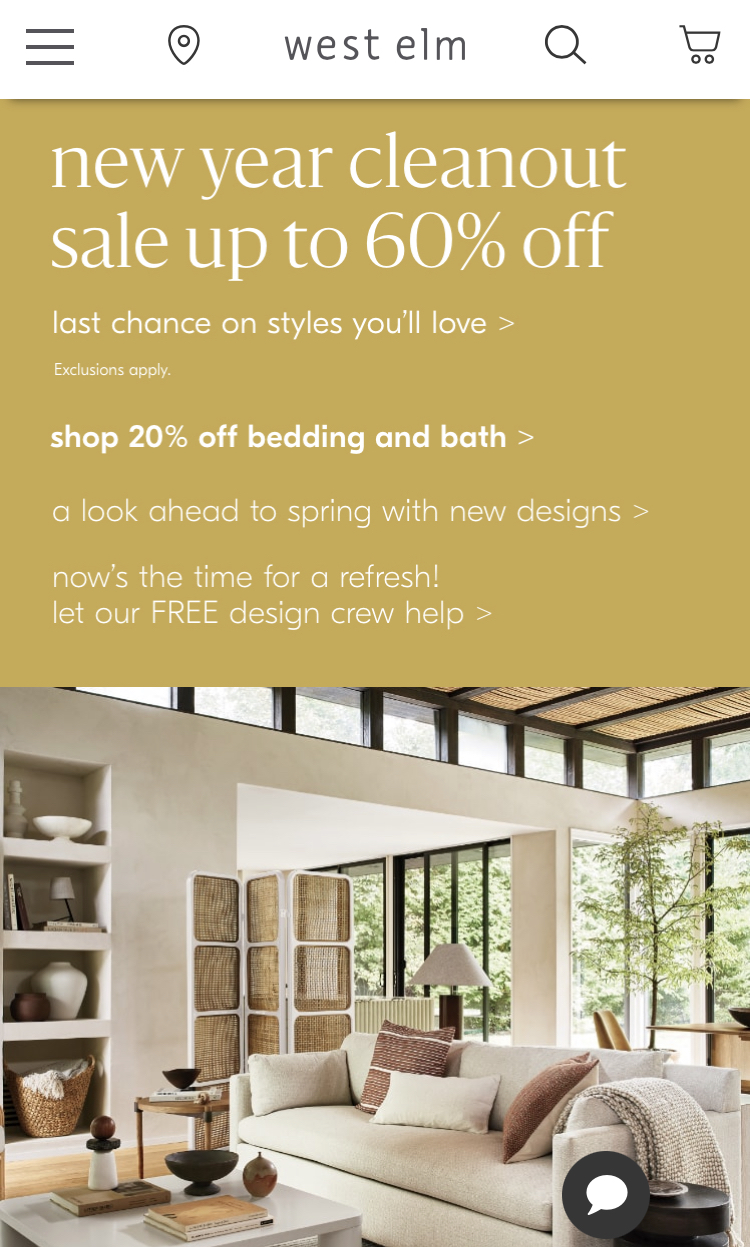 west elm
new year cleanout
sale up to 60% off
last chance on styles you’ll love >
Exclusions apply.
shop 20% off bedding and bath >
a look ahead to spring with new designs >
now’s the time for a refresh!
let our FREE design crew help >